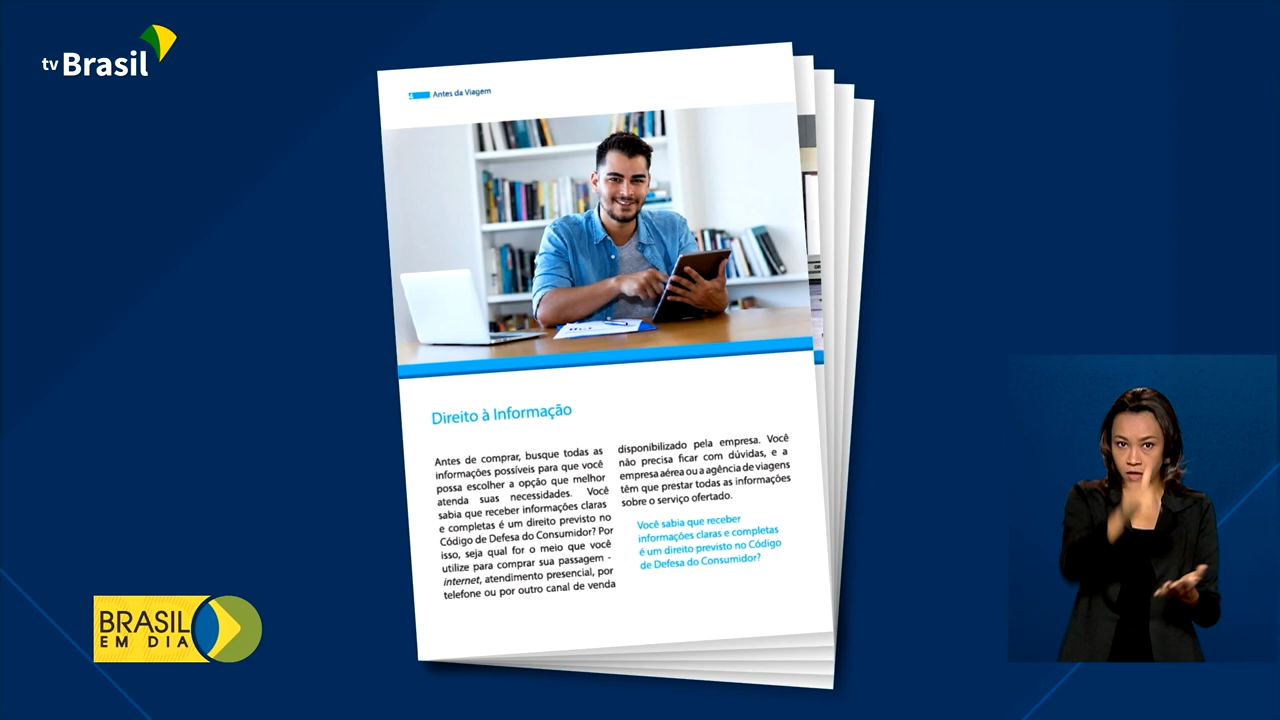 tv Brasil
4 Antes da Viagem
Direito à Informação
Antes de comprar, busque todas as
informações possíveis para que você
possa escolher a opção que melhor
atenda suas necessidades. Você
sabia que receber informações claras
e completas é um direito previsto no
Código de Defesa do Consumidor? Por
isso, seja qual for o meio que você
utilize para comprar sua passagem -
internet, atendimento presencial, por
telefone ou por outro canal de venda
disponibilizado pela empresa. Você
não precisa ficar com dúvidas, e a
empresa aérea ou a agência de viagens
têm que prestar todas as informações
sobre o serviço ofertado.
Você sabia que receber
informações claras e completas
é um direito previsto no Código
de Defesa do Consumidor?
BRASIL
EM DIA